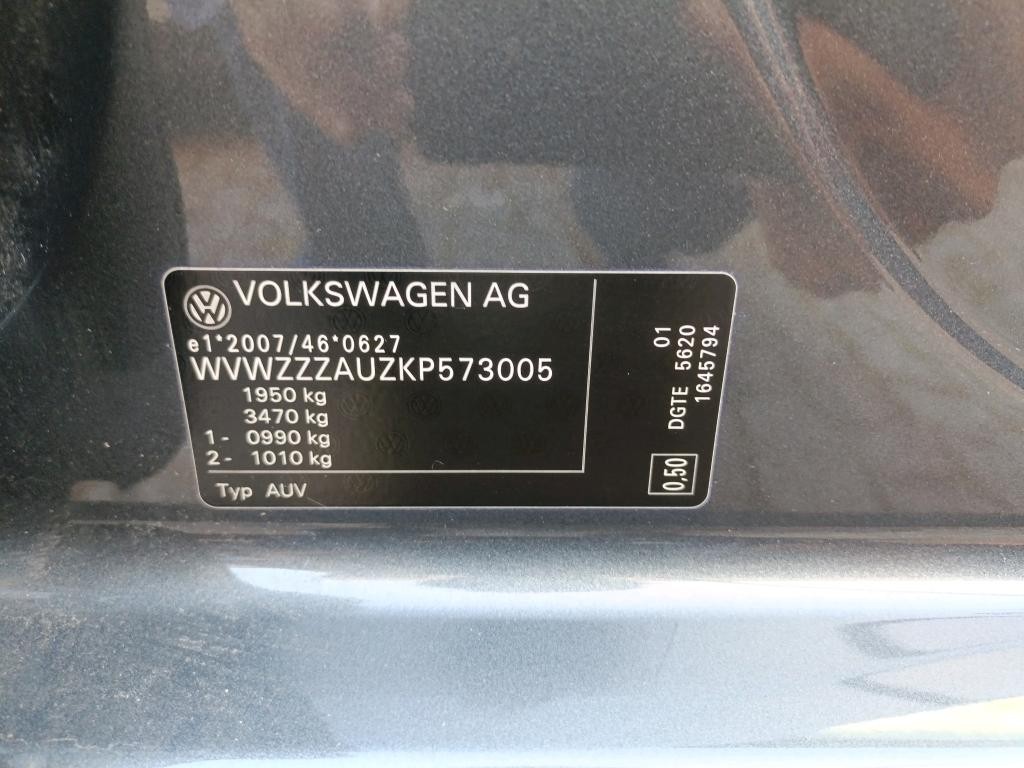 VOLKSWAGEN AG
e1*2007/46*0627
WVWZZZAUZKP573005
1950 kg
3470 kg
1- 0990 kg
2- 1010 kg
Typ AUV
01
DGTE 5620
1645794
0,50